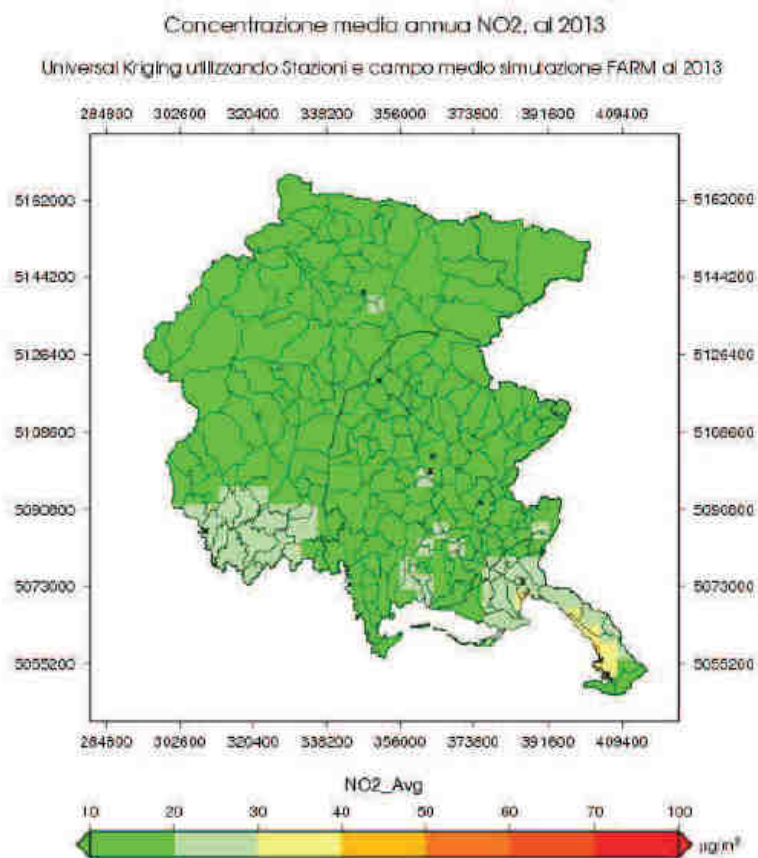 Concentrazione media annua NO2, al 2013
Universal Kriging utilizzando Stazioni e campo medio simulazione FARM al 2013
284800 302600 320400 338200 356000 373800 391600 409400
5162000 5162000
5144200 5144200
5126400 5126400
5108600 5108600
5090800 5090800
5073000 5073000
5055200 5055200
284800 302600 320400 338200 356000 373800 391600 409400
NO2_Avg
10 20 30 40 50 60 70 100
µg/m³